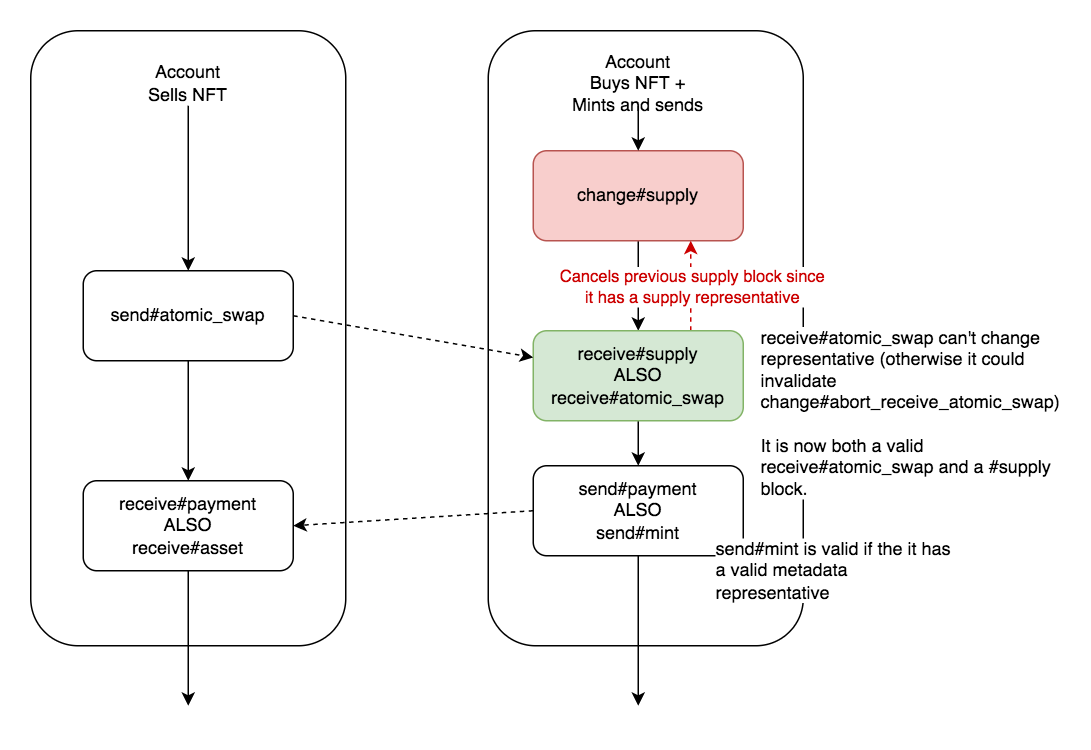 Account
Sells NFT
send#atomic_swap
receive#payment
ALSO
receive#asset
Account
Buys NFT +
Mints and sends
change#supply
Cancels previous supply block since
it has a supply representative
receive#supply
ALSO
receive#atomic_swap
send#payment
ALSO
send#mint
receive#atomic_swap can't change
representative (otherwise it could
invalidate
change#abort_receive_atomic_swap)
It is now both a valid
receive#atomic_swap and a #supply
block.
send#mint is valid if the it has
a valid metadata
representative